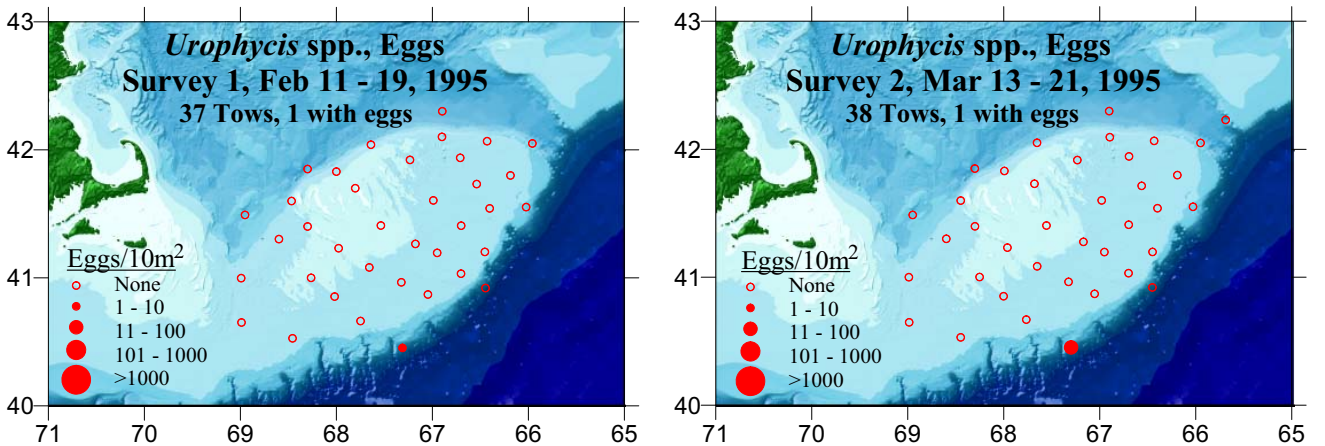 43
Urophycis spp., Eggs
Survey 1, Feb 11 - 19, 1995
37 Tows, 1 with eggs
42
41
40
Eggs/10m²
None
1 - 10
11 - 100
101 - 1000
>1000
71 70 69 68 67 66 65
43
Urophycis spp., Eggs
Survey 2, Mar 13 - 21, 1995
38 Tows, 1 with eggs
42
41
40
Eggs/10m²
None
1 - 10
11 - 100
101 - 1000
>1000
71 70 69 68 67 66 65